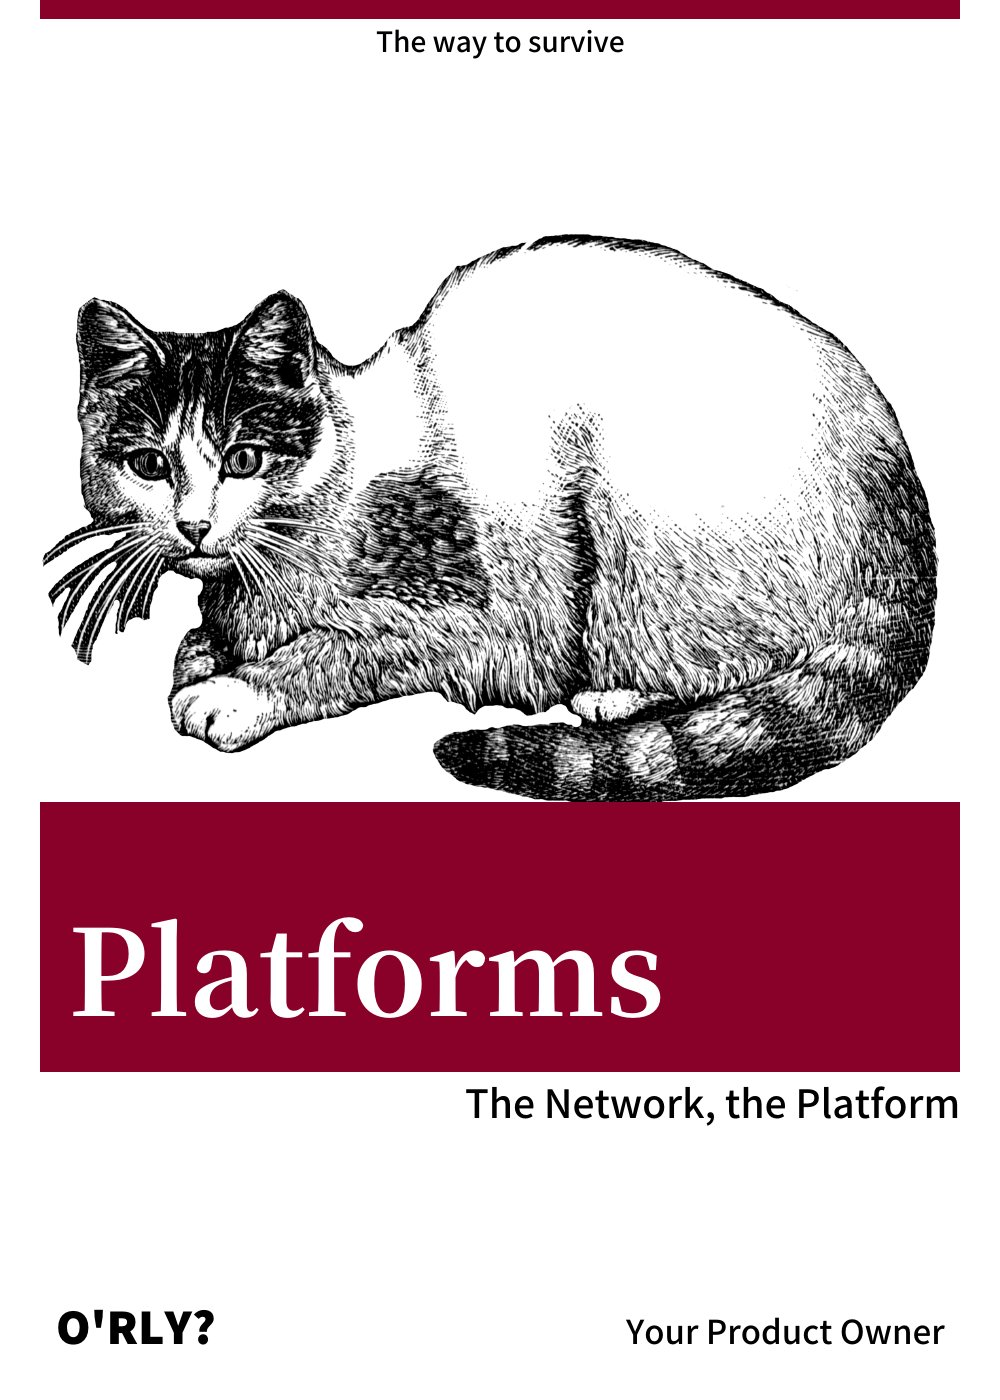 The way to survive
Platforms
The Network, the Platform
O'RLY?
Your Product Owner